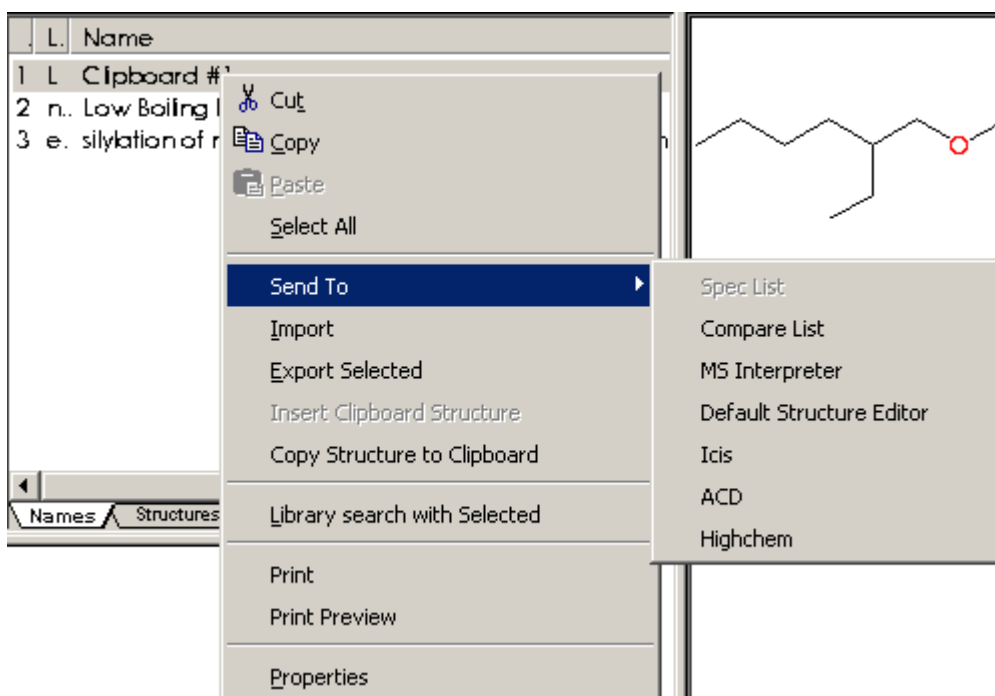 . L. Name
1 L Clipboard #1
2 n.. Low Boiling
3 e. silylation of
Cut
Copy
Paste
Select All
Send To
Import
Export Selected
Insert Clipboard Structure
Copy Structure to Clipboard
Library search with Selected
Print
Print Preview
Properties
Spec List
Compare List
MS Interpreter
Default Structure Editor
Icis
ACD
Highchem
O
Names Structures